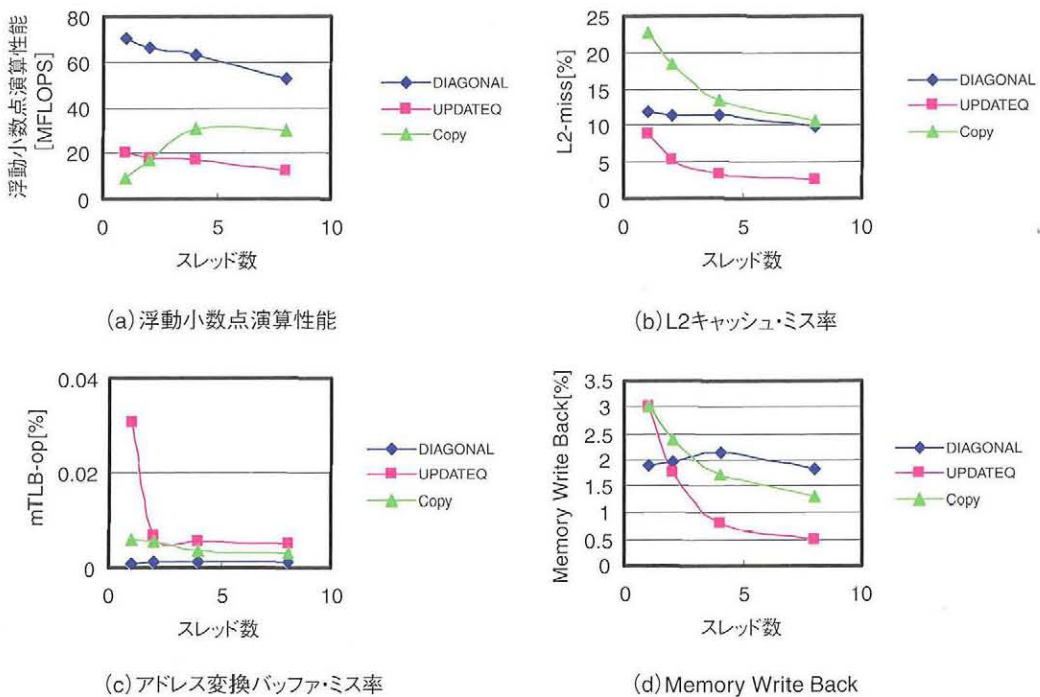 浮動小数点演算性能
[MFLOPS]
80
60
40
20
0
0
5
10
スレッド数
DIAGONAL
UPDATEQ
Copy
(a)浮動小数点演算性能
L2-miss[%]
25
20
15
10
5
0
0
5
10
スレッド数
DIAGONAL
UPDATEQ
Copy
(b)L2キャッシュ・ミス率
mTLB-op[%]
0.04
0.02
0
0
5
10
スレッド数
DIAGONAL
UPDATEQ
Copy
(c)アドレス変換バッファ・ミス率
Memory Write Back[%]
3.5
3
2.5
2
1.5
1
0.5
0
0
5
10
スレッド数
DIAGONAL
UPDATEQ
Copy
(d)Memory Write Back